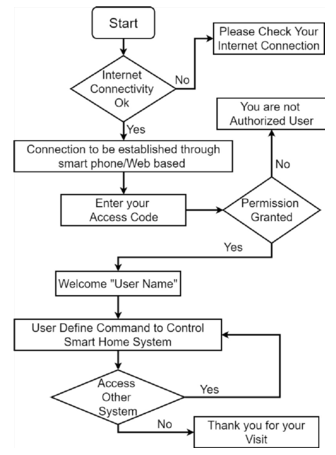 Start
Please Check Your
Internet Connection
Internet
Connectivity
Ok
No
Yes
You are not
Authorized User
Connection to be established through
smart phone/Web based
No
Enter your
Access Code
Permission
Granted
Yes
Welcome "User Name"
User Define Command to Control
Smart Home System
Access
Other
System
Yes
No
Thank you for your
Visit